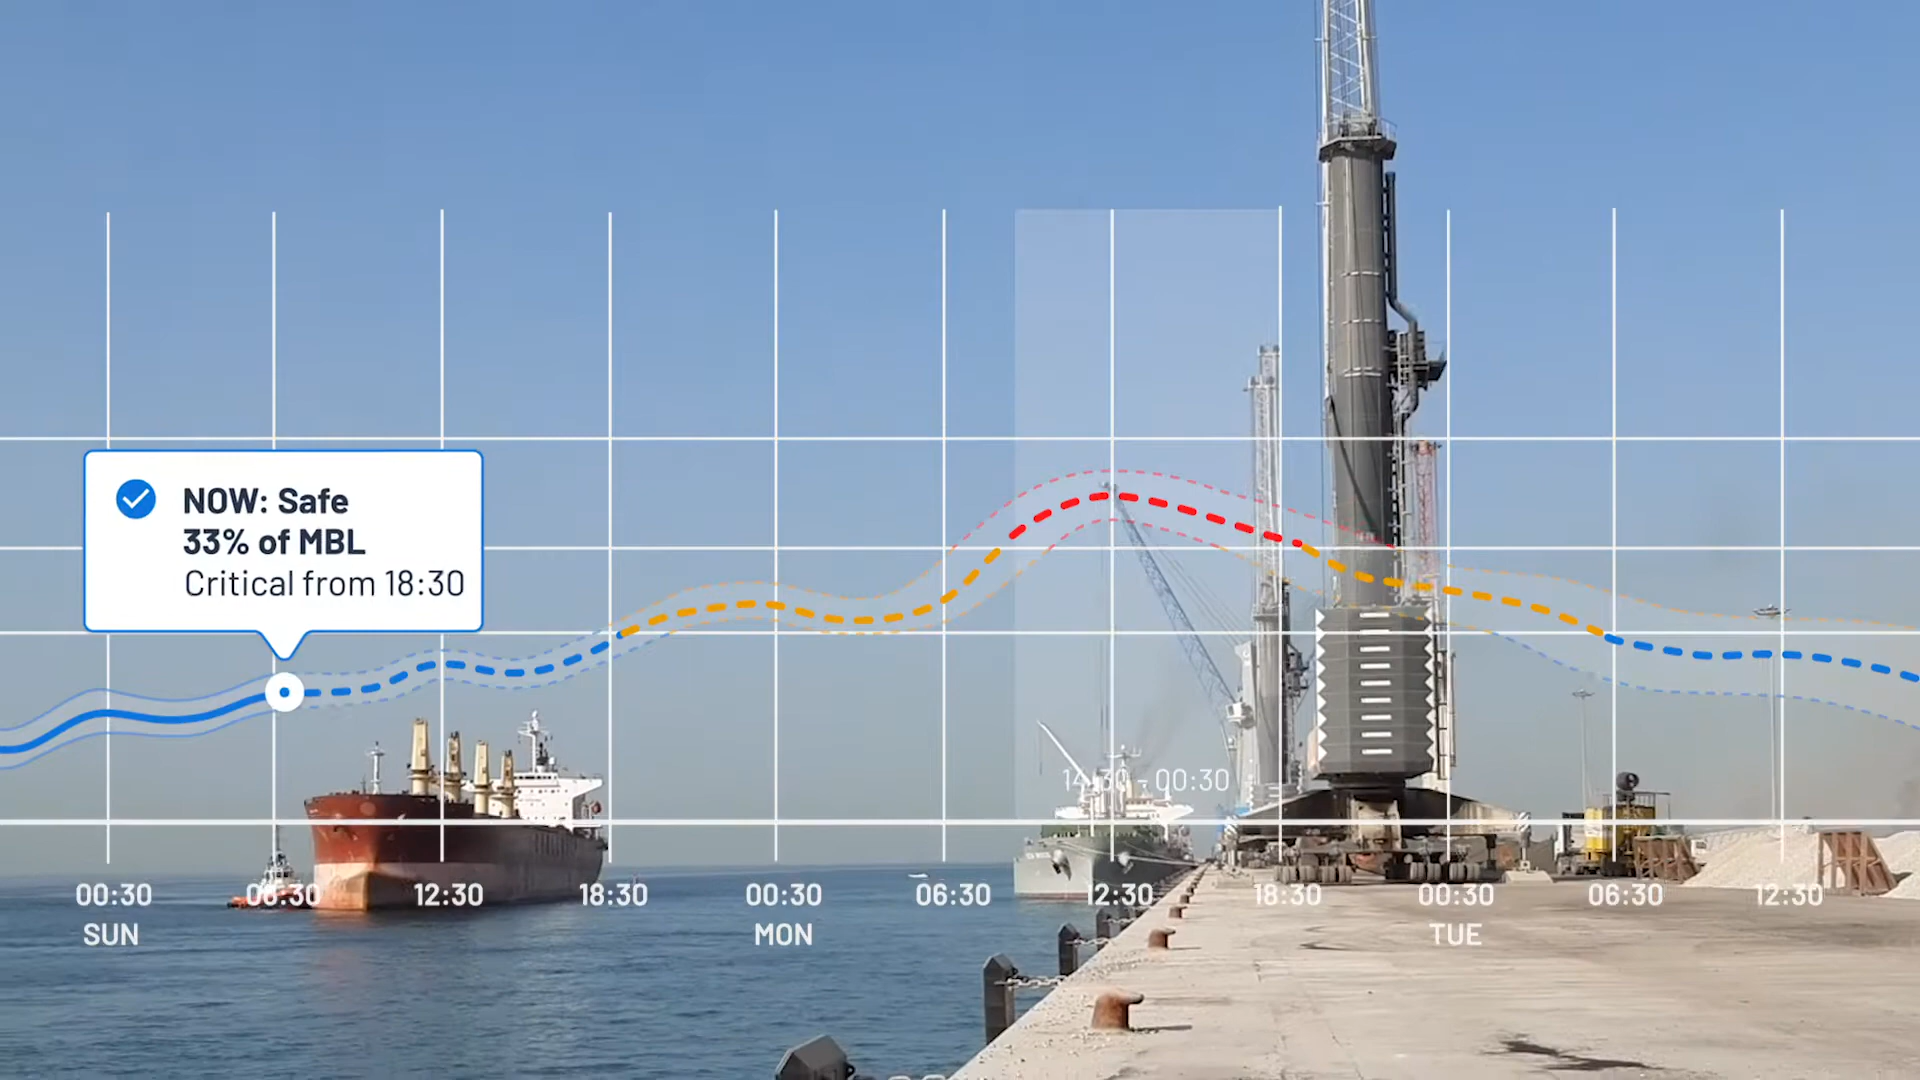 NOW: Safe
33% of MBL
Critical from 18:30
14:30 - 00:30
00:30 06:30 12:30 18:30 00:30 06:30 12:30 18:30 00:30 06:30 12:30
SUN MON TUE